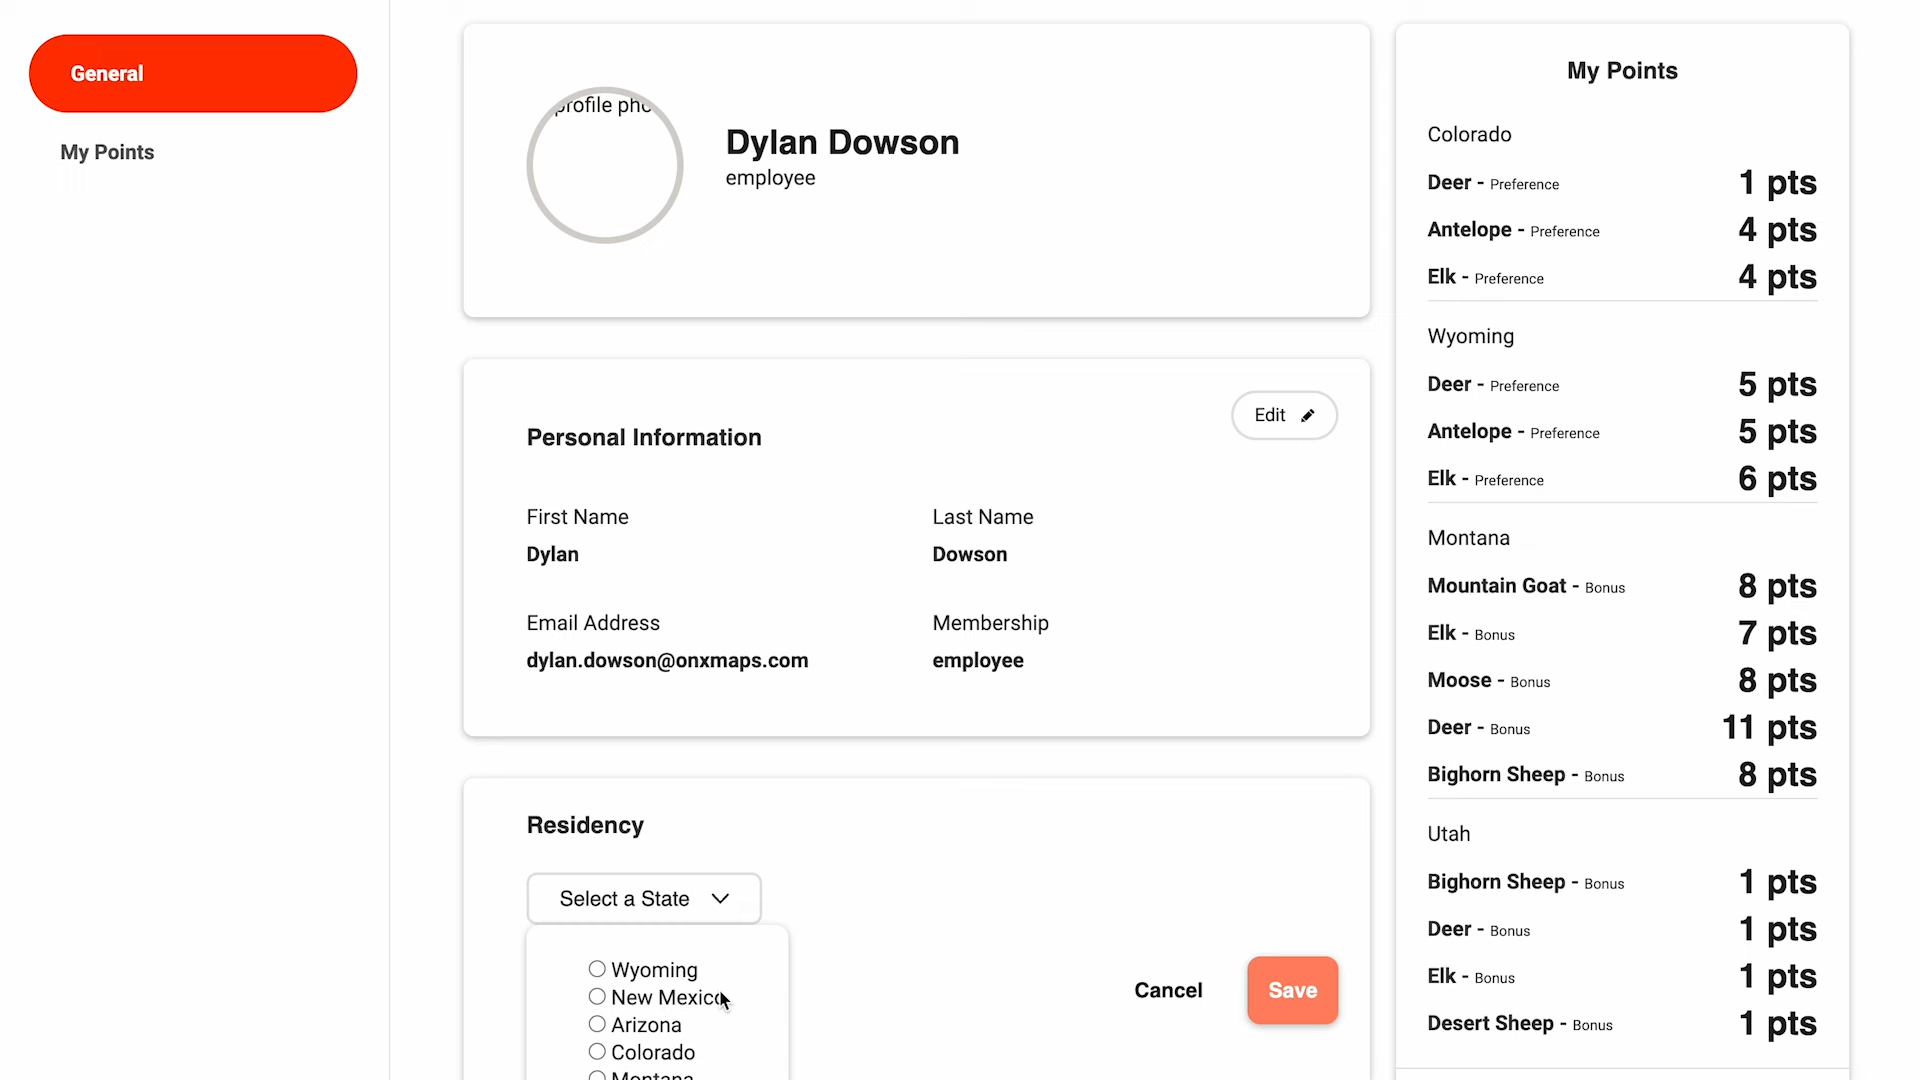 General
My Points
profile pho
Dylan Dowson
employee
Personal Information
Edit
First Name
Dylan
Last Name
Dowson
Email Address
dylan.dowson@onxmaps.com
Membership
employee
Residency
Select a State
Wyoming
New Mexico
Arizona
Colorado
Montana
Cancel
Save
My Points
Colorado
Deer - Preference 1 pts
Antelope - Preference 4 pts
Elk - Preference 4 pts
Wyoming
Deer - Preference 5 pts
Antelope - Preference 5 pts
Elk - Preference 6 pts
Montana
Mountain Goat - Bonus 8 pts
Elk - Bonus 7 pts
Moose - Bonus 8 pts
Deer - Bonus 11 pts
Bighorn Sheep - Bonus 8 pts
Utah
Bighorn Sheep - Bonus 1 pts
Deer - Bonus 1 pts
Elk - Bonus 1 pts
Desert Sheep - Bonus 1 pts